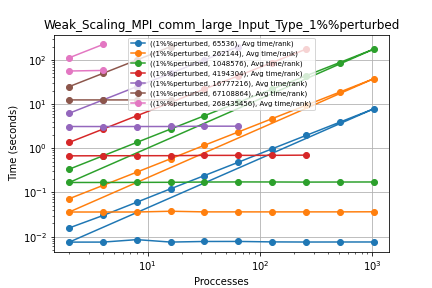 Weak_Scaling_MPI_comm_large_Input_Type_1%%perturbed
((1%%perturbed, 65536), Avg time/rank)
((1%%perturbed, 262144), Avg time/rank)
((1%%perturbed, 1048576), Avg time/rank)
((1%%perturbed, 4194304), Avg time/rank)
((1%%perturbed, 16777216), Avg time/rank)
((1%%perturbed, 67108864), Avg time/rank)
((1%%perturbed, 268435456), Avg time/rank)
Time (seconds)
10²
10¹
10⁰
10⁻¹
10⁻²
10¹ 10² 10³
Proccesses